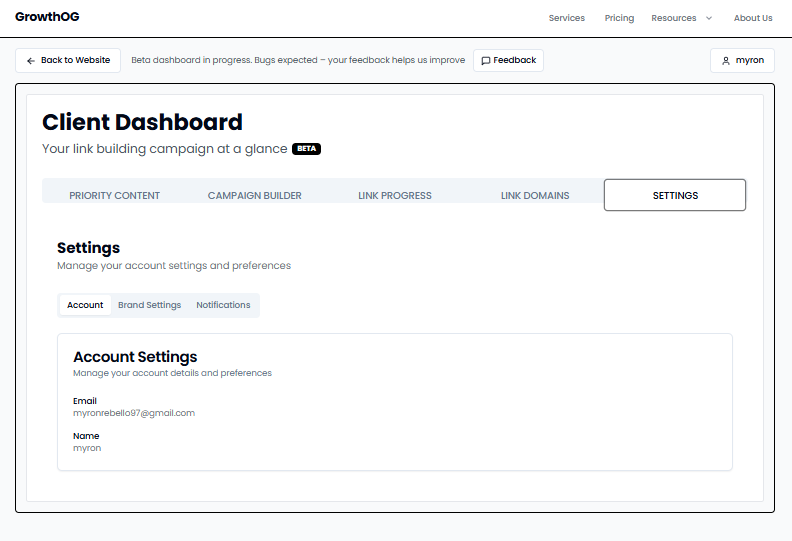 GrowthOG
Services Pricing Resources About Us
Back to Website Beta dashboard in progress. Bugs expected – your feedback helps us improve Feedback myron
Client Dashboard
Your link building campaign at a glance BETA
PRIORITY CONTENT CAMPAIGN BUILDER LINK PROGRESS LINK DOMAINS SETTINGS
Settings
Manage your account settings and preferences
Account Brand Settings Notifications
Account Settings
Manage your account details and preferences
Email
myronrebello97@gmail.com
Name
myron